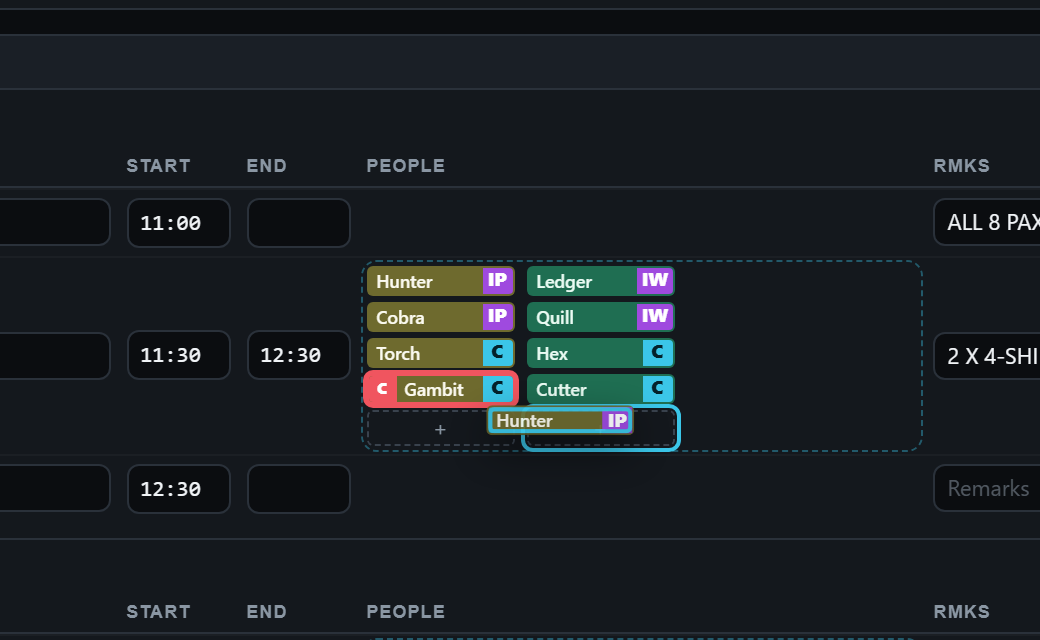 START END PEOPLE RMKS
11:00 ALL 8 PAX
Hunter IP Ledger IW
Cobra IP Quill IW
11:30 12:30 Torch C Hex C 2 X 4-SHI
C Gambit C Cutter C
+ Hunter IP
12:30 Remarks
START END PEOPLE RMKS